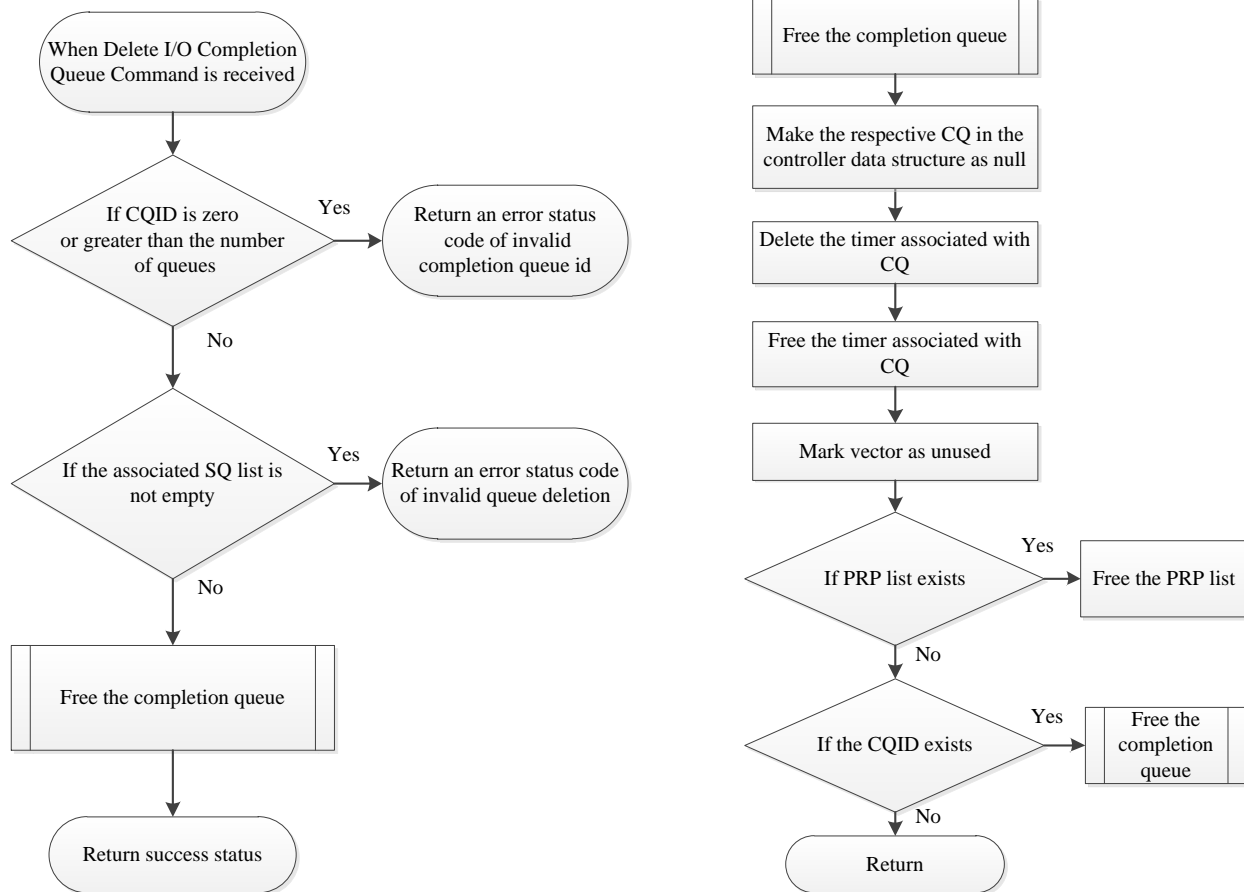 When Delete I/O Completion
Queue Command is received
If CQID is zero
or greater than the number
of queues
Yes
Return an error status
code of invalid
completion queue id
No
If the associated SQ list is
not empty
Yes
Return an error status code
of invalid queue deletion
No
Free the completion queue
Return success status
Free the completion queue
Make the respective CQ in the
controller data structure as null
Delete the timer associated with
CQ
Free the timer associated with
CQ
Mark vector as unused
If PRP list exists
Yes
Free the PRP list
No
If the CQID exists
Yes
Free the
completion
queue
No
Return